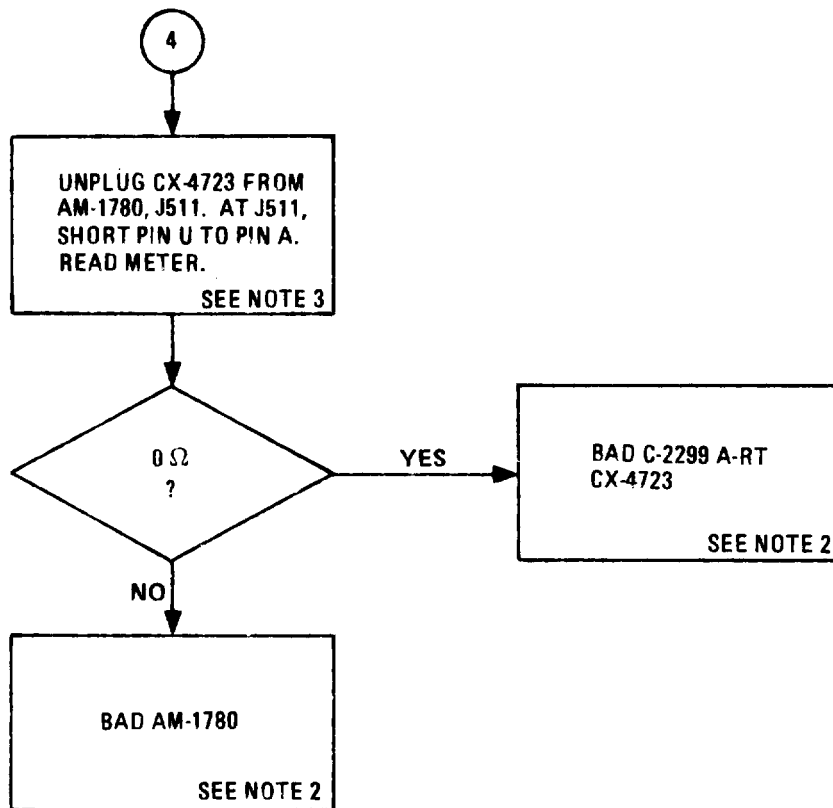 4
UNPLUG CX-4723 FROM
AM-1780, J511. AT J511,
SHORT PIN U TO PIN A.
READ METER.
SEE NOTE 3
0 Ω
?
YES
BAD C-2299 A-RT
CX-4723
SEE NOTE 2
NO
BAD AM-1780
SEE NOTE 2